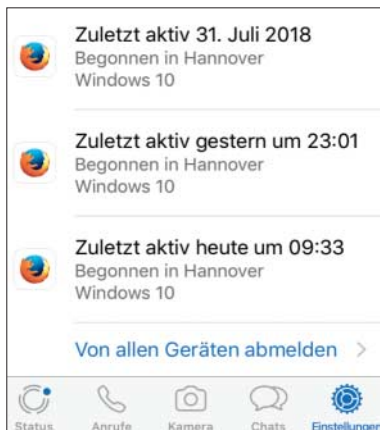 Zuletzt aktiv 31. Juli 2018
Begonnen in Hannover
Windows 10
Zuletzt aktiv gestern um 23:01
Begonnen in Hannover
Windows 10
Zuletzt aktiv heute um 09:33
Begonnen in Hannover
Windows 10
Von allen Geräten abmelden
Status Anrufe Kamera Chats Einstellungen